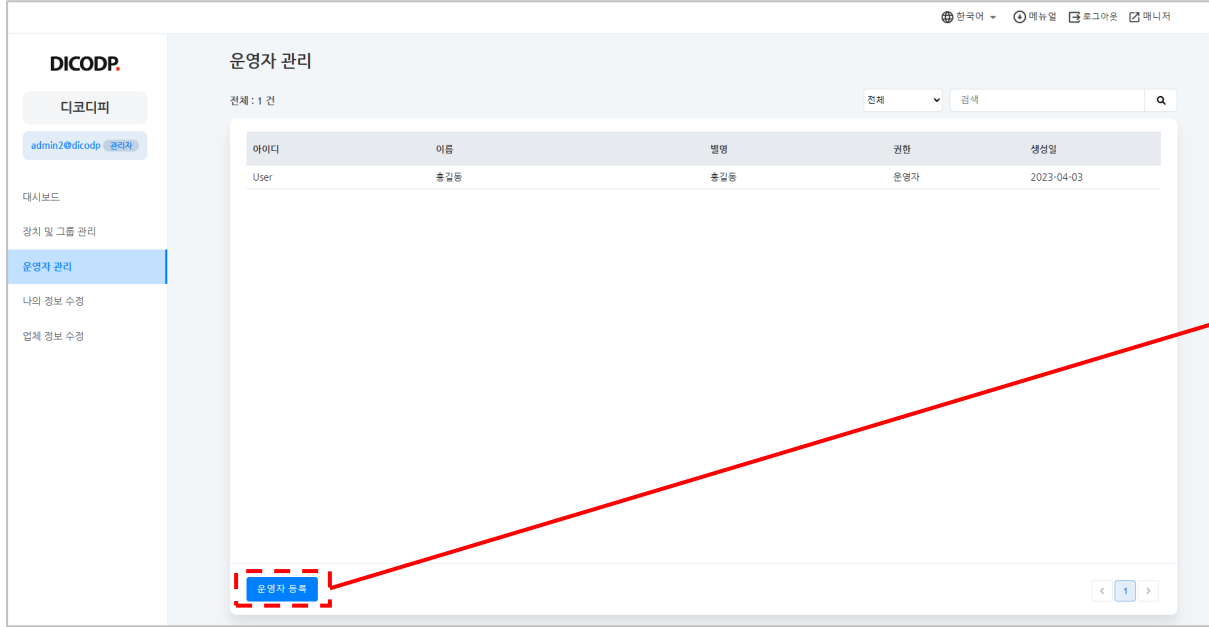 한국어 메뉴얼 로그아웃 매니저
DICODP.
디코디피
admin2@dicodp 관리자
대시보드
장치 및 그룹 관리
운영자 관리
나의 정보 수정
업체 정보 수정
운영자 관리
전체 : 1 건
전체 검색
아이디 이름 별명 권한 생성일
User 홍길동 홍길동 운영자 2023-04-03
운영자 등록
< 1 >